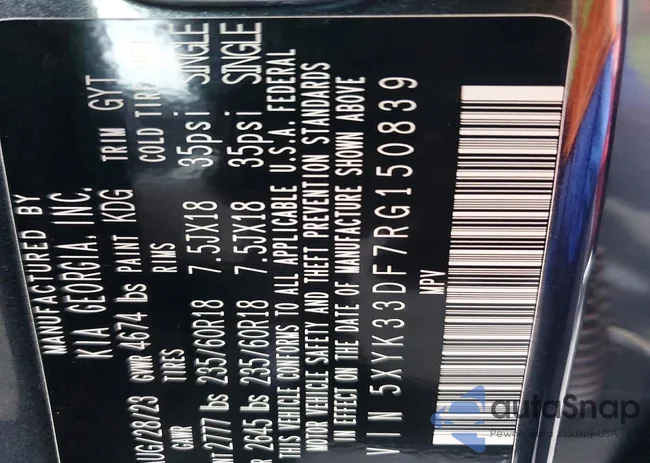 MANUFACTURED BY
KIA GEORGIA, INC.
AUG/28/23 GVWR 4674 lbs PAINT KDG TRIM GYT
GAWR TIRES RIMS COLD TIRE
2777 lbs 235/60R18 7.5JX18 35psi SINGLE
2645 lbs 235/60R18 7.5JX18 35psi SINGLE
THIS VEHICLE CONFORMS TO ALL APPLICABLE U.S.A. FEDERAL
MOTOR VEHICLE SAFETY AND THEFT PREVENTION STANDARDS
IN EFFECT ON THE DATE OF MANUFACTURE SHOWN ABOVE
VIN 5XYK33DF7RG150839
MPV
autoSnap